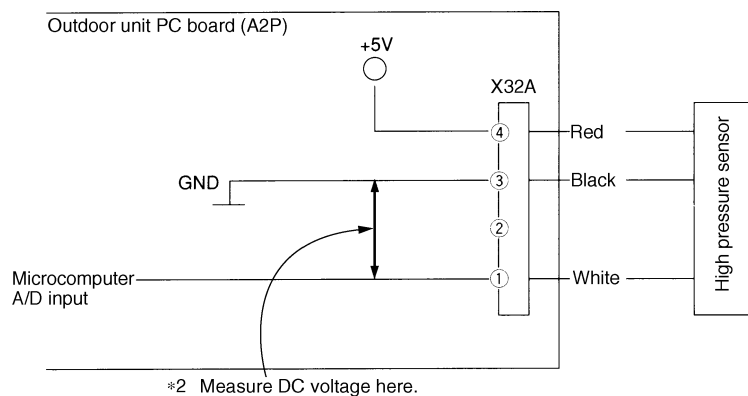 Outdoor unit PC board (A2P)
+5V
X32A
4
Red
GND
3
Black
2
Microcomputer
A/D input
1
White
High pressure sensor
*2 Measure DC voltage here.